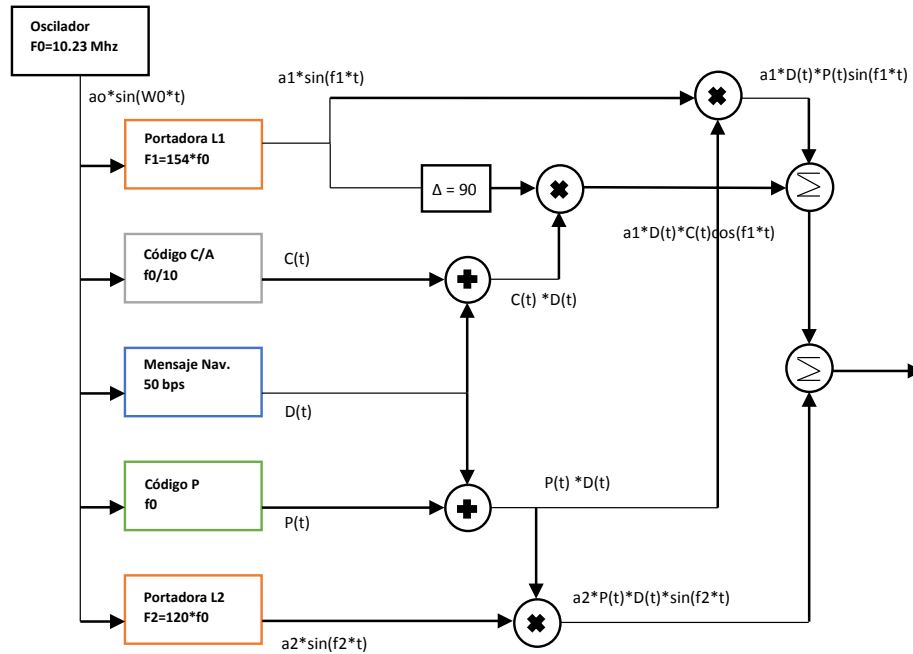 Oscilador
F0=10.23 Mhz
ao*sin(W0*t)
a1*sin(f1*t)
a1*D(t)*P(t)sin(f1*t)
Portadora L1
F1=154*f0
Δ = 90
∑
a1*D(t)*C(t)cos(f1*t)
Código C/A
f0/10
C(t)
C(t) *D(t)
Mensaje Nav.
50 bps
D(t)
∑
Código P
f0
P(t)
P(t) *D(t)
Portadora L2
F2=120*f0
a2*sin(f2*t)
a2*P(t)*D(t)*sin(f2*t)